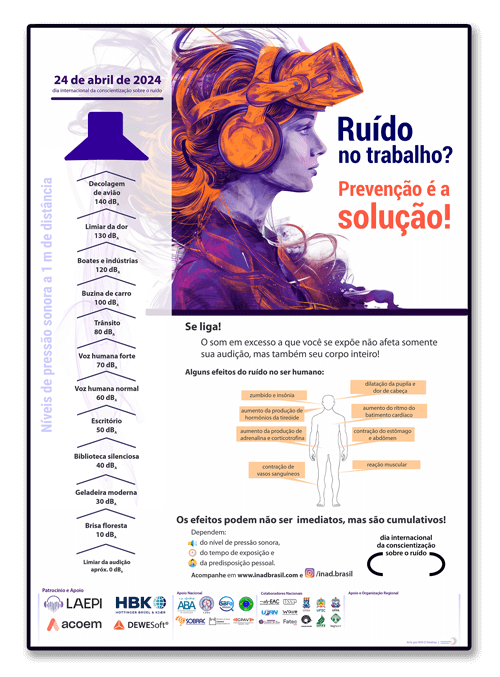 24 de abril de 2024
dia internacional da conscientização sobre o ruído
Níveis de pressão sonora a 1 m de distância
Decolagem
de avião
140 dBA
Limiar da dor
130 dBA
Boates e indústrias
120 dBA
Buzina de carro
100 dBA
Trânsito
80 dBA
Voz humana forte
70 dBA
Voz humana normal
60 dBA
Escritório
50 dBA
Biblioteca silenciosa
40 dBA
Geladeira moderna
30 dBA
Brisa floresta
10 dBA
Limiar da audição
apróx. 0 dBA
Ruído
no trabalho?
Prevenção é a
solução!
Se liga!
O som em excesso a que você se expõe não afeta somente
sua audição, mas também seu corpo inteiro!
Alguns efeitos do ruído no ser humano:
zumbido e insônia
aumento da produção de
hormônios da tireóide
aumento da produção de
adrenalina e corticotrofina
contração de
vasos sanguíneos
dilatação da pupila e
dor de cabeça
aumento do ritmo do
batimento cardíaco
contração do estômago
e abdômen
reação muscular
Os efeitos podem não ser imediatos, mas são cumulativos!
Dependem:
do nível de pressão sonora,
do tempo de exposição e
da predisposição pessoal.
Acompanhe em www.inadbrasil.com e /inad.brasil
dia internacional
da conscientização
sobre o ruído
Patrocínio e Apoio
LAEPI
HBK
HOTTINGER BRÜEL & KJÆR
acoem
DEWESoft®
Apoio Nacional
ABA
SOBRAC
Colaboradores Nacionais
EAC
Fatec
Apoio e Organização Regional